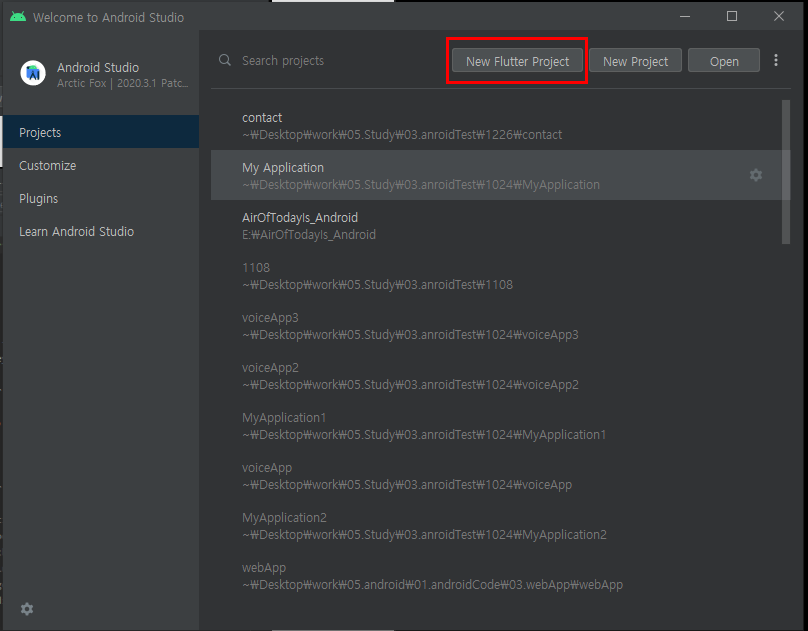 Welcome to Android Studio
Android Studio
Arctic Fox | 2020.3.1 Patc...
Projects
Customize
Plugins
Learn Android Studio
Search projects
New Flutter Project
New Project
Open
contact
~₩Desktop₩work₩05.Study₩03.anroidTest₩1226₩contact
My Application
~₩Desktop₩work₩05.Study₩03.anroidTest₩1024₩MyApplication
AirOfTodayIs_Android
E:₩AirOfTodayIs_Android
1108
~₩Desktop₩work₩05.Study₩03.anroidTest₩1108
voiceApp3
~₩Desktop₩work₩05.Study₩03.anroidTest₩1024₩voiceApp3
voiceApp2
~₩Desktop₩work₩05.Study₩03.anroidTest₩1024₩voiceApp2
MyApplication1
~₩Desktop₩work₩05.Study₩03.anroidTest₩1024₩MyApplication1
voiceApp
~₩Desktop₩work₩05.Study₩03.anroidTest₩1024₩voiceApp
MyApplication2
~₩Desktop₩work₩05.Study₩03.anroidTest₩1024₩MyApplication2
webApp
~₩Desktop₩work₩05.android₩01.androidCode₩03.webApp₩webApp